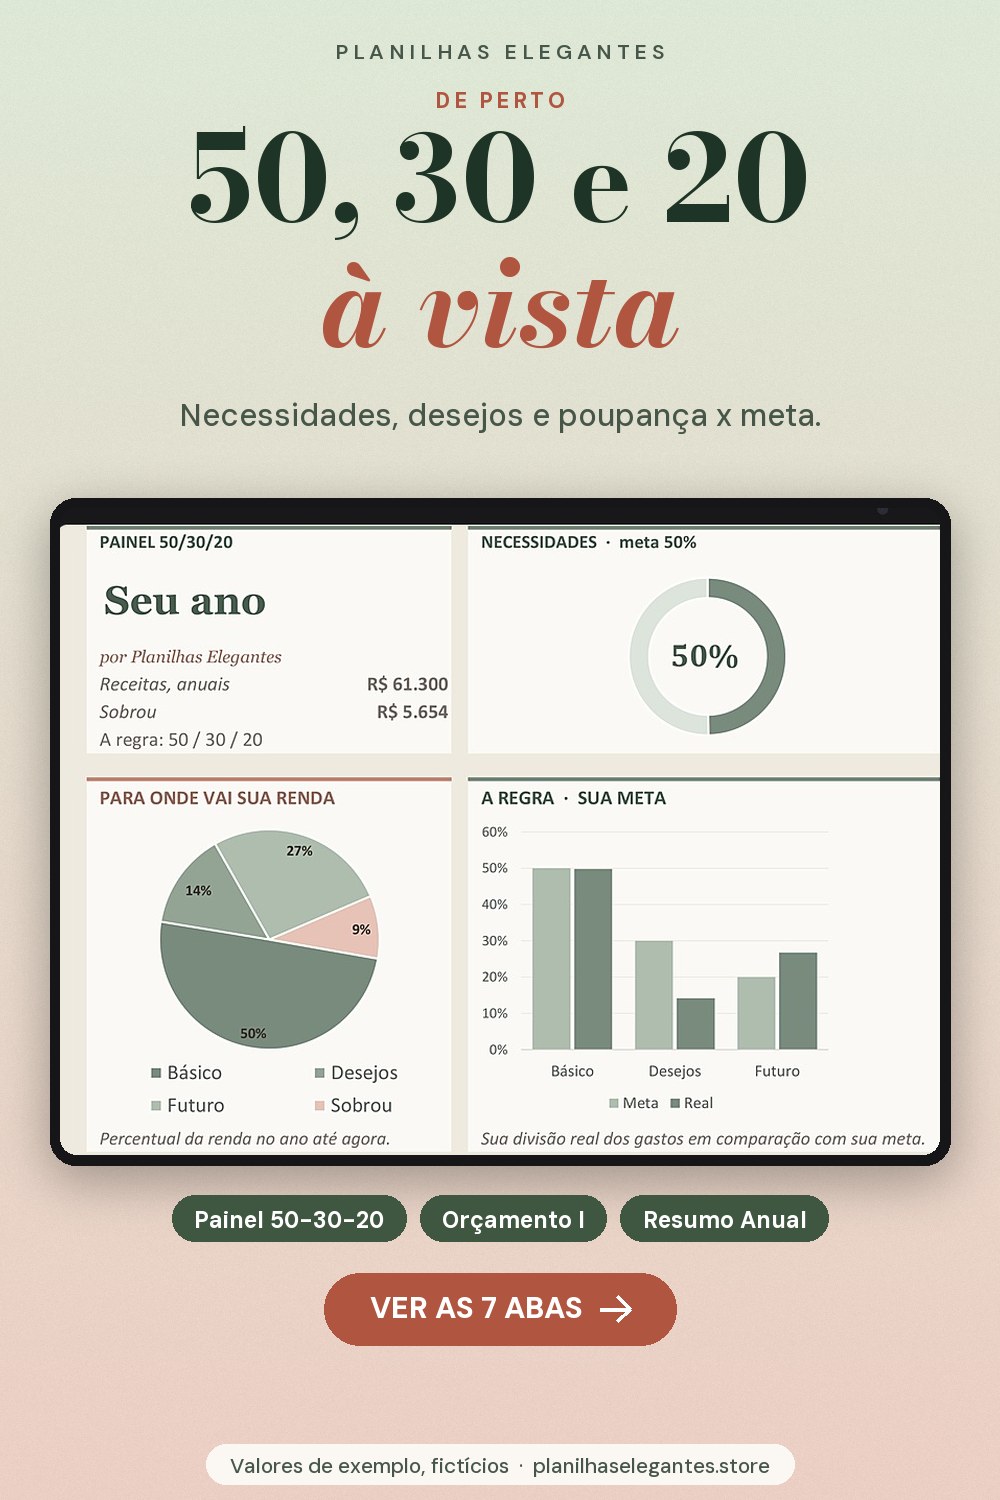 PLANILHAS ELEGANTES
DE PERTO
50, 30 e 20
à vista
Necessidades, desejos e poupança x meta.
PAINEL 50/30/20
Seu ano
por Planilhas Elegantes
Receitas, anuais R$ 61.300
Sobrou R$ 5.654
A regra: 50 / 30 / 20
NECESSIDADES · meta 50%
50%
PARA ONDE VAI SUA RENDA
27%
14%
9%
50%
Básico Desejos
Futuro Sobrou
Percentual da renda no ano até agora.
A REGRA · SUA META
60%
50%
40%
30%
20%
10%
0%
Básico Desejos Futuro
Meta Real
Sua divisão real dos gastos em comparação com sua meta.
Painel 50-30-20 Orçamento I Resumo Anual
VER AS 7 ABAS →
Valores de exemplo, fictícios · planilhaselegantes.store